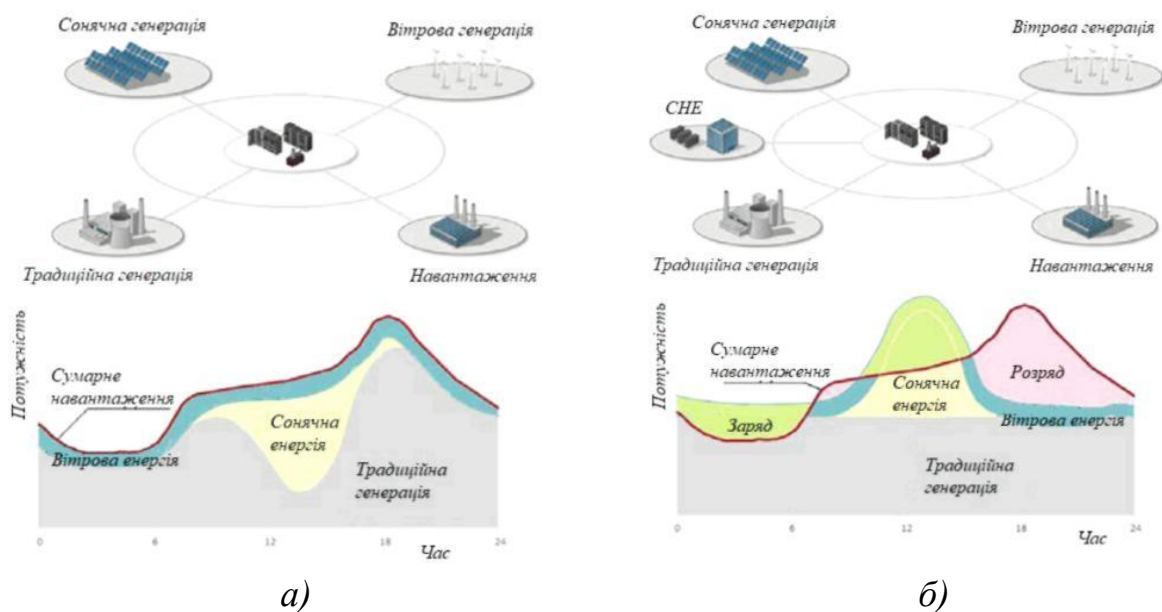 Сонячна генерація
Вітрова генерація
Традиційна генерація
Навантаження
Потужність
Сумарне
навантаження
Вітрова енергія
Сонячна
енергія
Традиційна
генерація
0
6
12
18
24
Час
а)
Сонячна генерація
Вітрова генерація
СНЕ
Традиційна генерація
Навантаження
Потужність
Сумарне
навантаження
Заряд
Сонячна
енергія
Розряд
Вітрова енергія
Традиційна
генерація
0
6
12
18
24
Час
б)